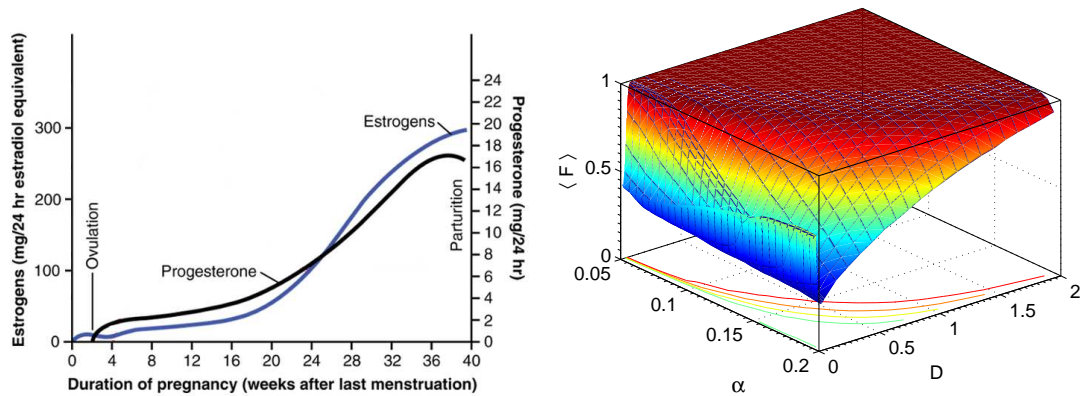 Estrogens (mg/24 hr estradiol equivalent)
300
200
100
0
Ovulation
Progesterone
Estrogens
Parturition
24
22
20
18
16
14
12
10
8
6
4
2
0
Progesterone (mg/24 hr)
0 4 8 12 16 20 24 28 32 36 40
Duration of pregnancy (weeks after last menstruation)
⟨F⟩
1
0.5
0
0.05
0.1
0.15
0.2
α
0
0.5
1
1.5
2
D